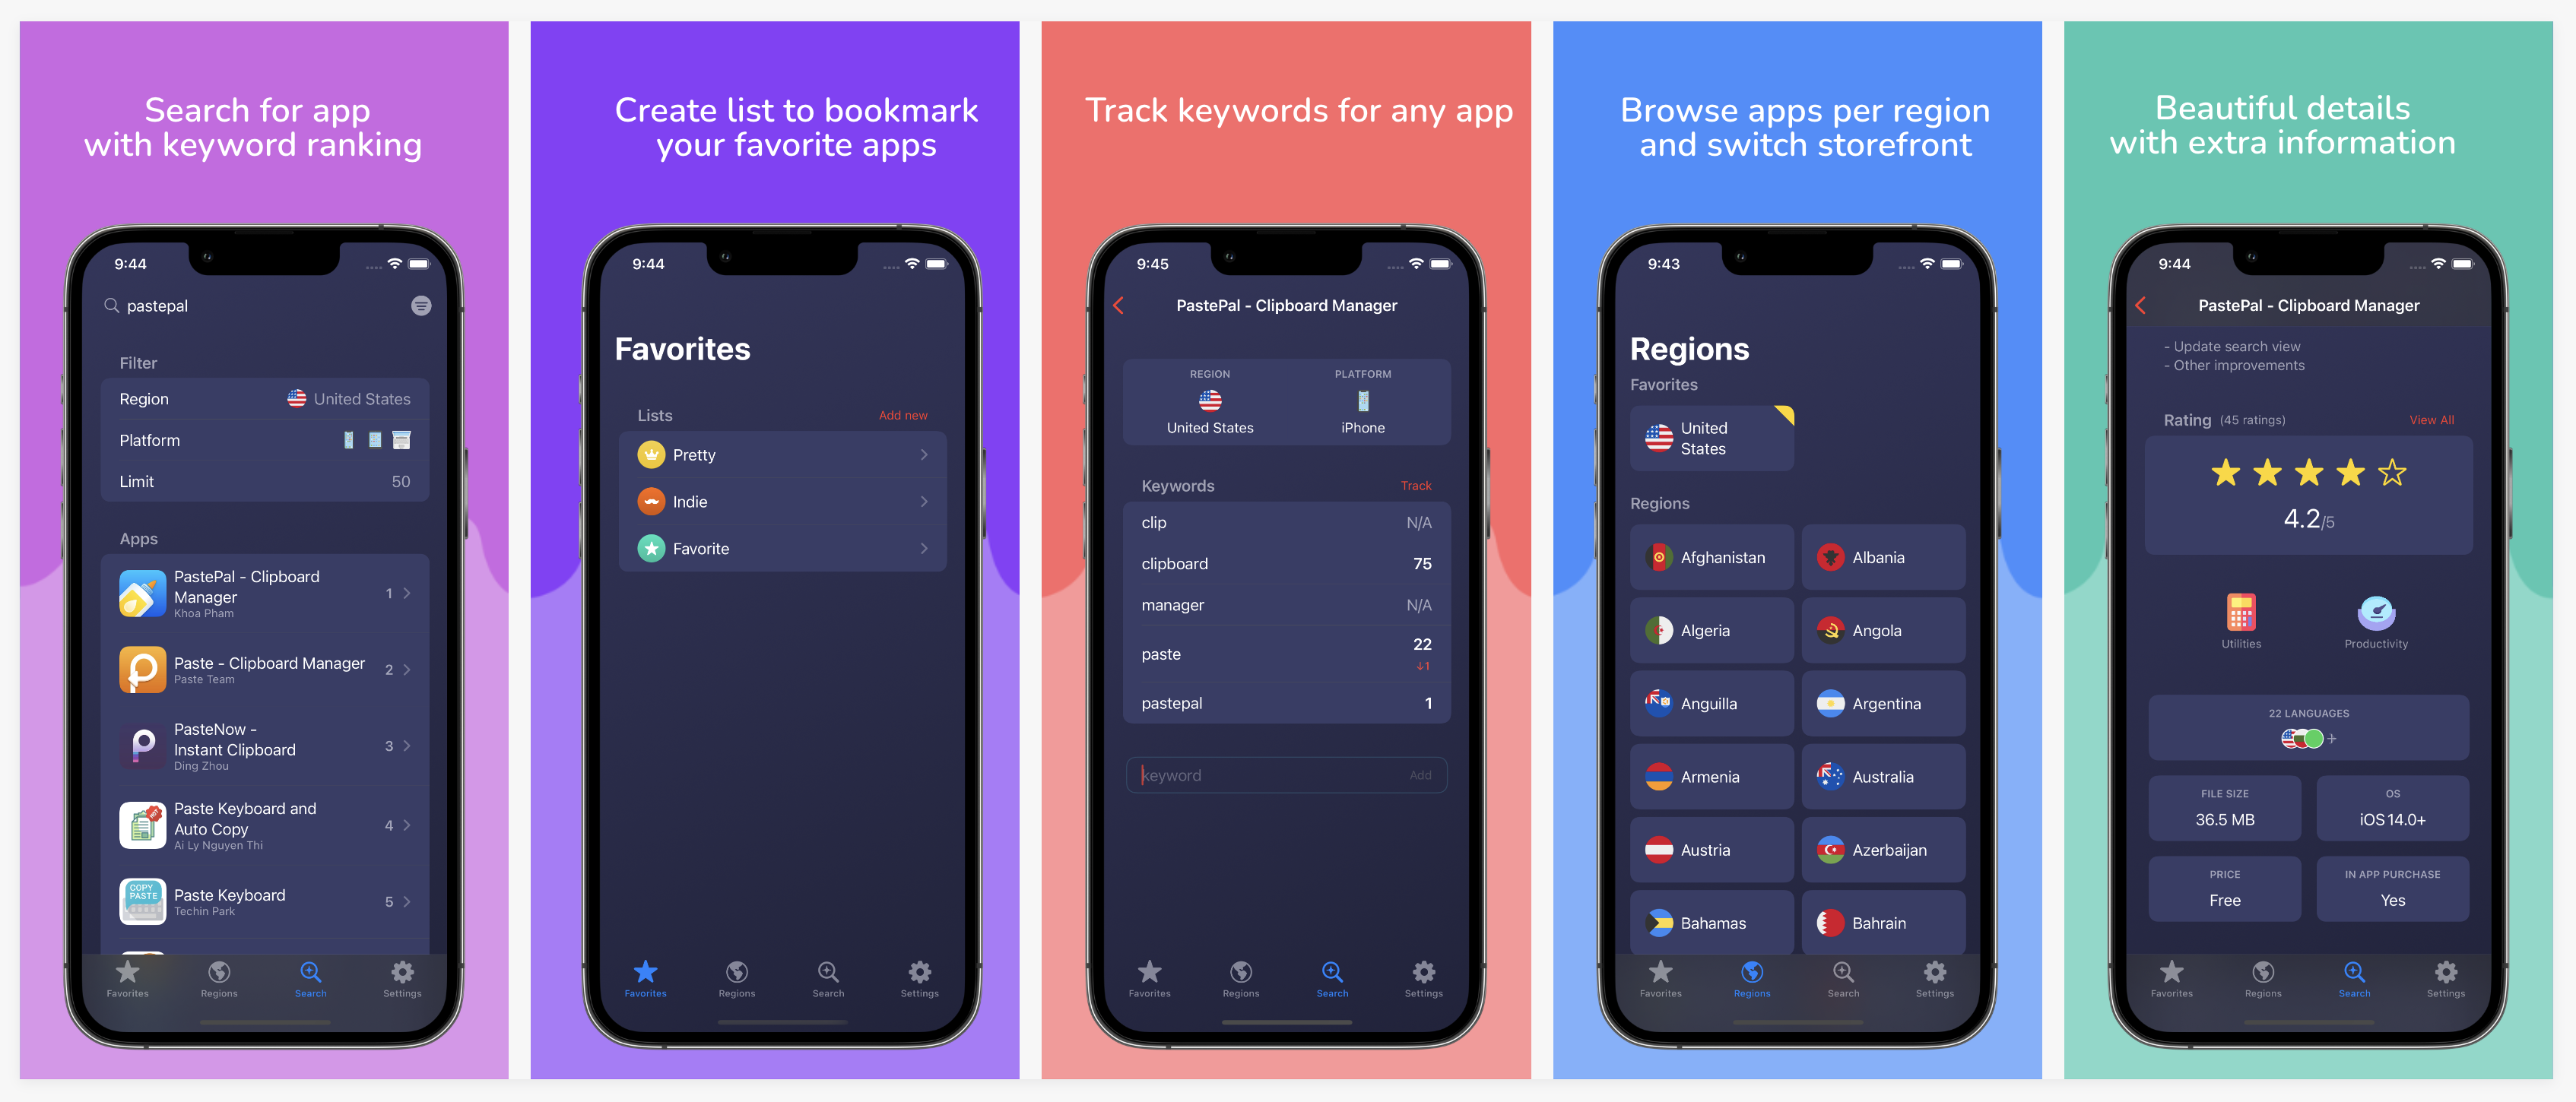 Search for app
with keyword ranking
9:44
pastepal
Filter
Region United States
Platform
Limit 50
Apps
PastePal - Clipboard
Manager
Khoa Pham
1
Paste - Clipboard Manager
Paste Team
2
PasteNow -
Instant Clipboard
Ding Zhou
3
Paste Keyboard and
Auto Copy
Ai Ly Nguyen Thi
4
COPY
PASTE
Paste Keyboard
Techin Park
5
Favorites Regions Search Settings
Create list to bookmark
your favorite apps
9:44
Favorites
Lists Add new
Pretty
Indie
Favorite
Favorites Regions Search Settings
Track keywords for any app
9:45
PastePal - Clipboard Manager
REGION PLATFORM
United States iPhone
Keywords Track
clip N/A
clipboard 75
manager N/A
paste 22
↓1
pastepal 1
keyword Add
Favorites Regions Search Settings
Browse apps per region
and switch storefront
9:43
Regions
Favorites
United
States
Regions
Afghanistan Albania
Algeria Angola
Anguilla Argentina
Armenia Australia
Austria Azerbaijan
Bahamas Bahrain
Favorites Regions Search Settings
Beautiful details
with extra information
9:44
PastePal - Clipboard Manager
- Update search view
- Other improvements
Rating (45 ratings) View All
4.2/5
Utilities Productivity
22 LANGUAGES
+
FILE SIZE OS
36.5 MB iOS 14.0+
PRICE IN APP PURCHASE
Free Yes
Favorites Regions Search Settings